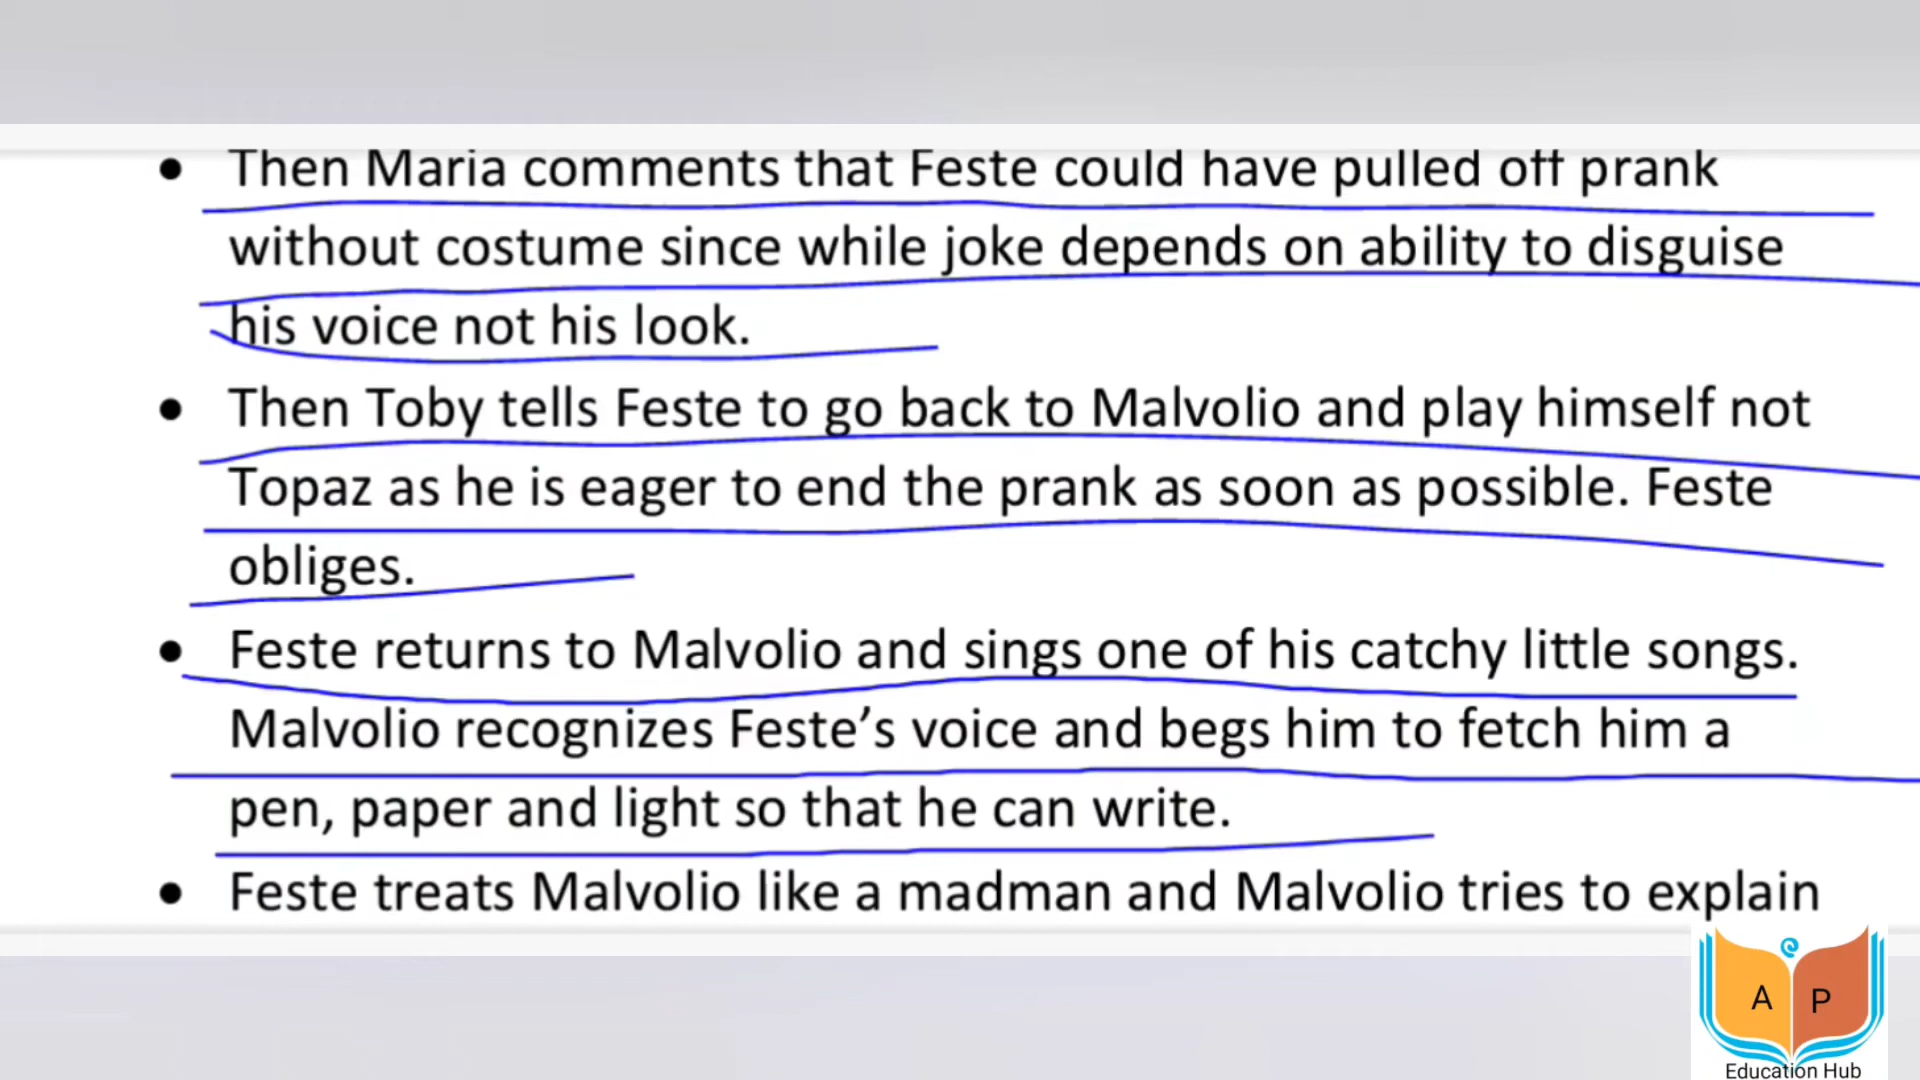 Then Maria comments that Feste could have pulled off prank
without costume since while joke depends on ability to disguise
his voice not his look.
Then Toby tells Feste to go back to Malvolio and play himself not
Topaz as he is eager to end the prank as soon as possible. Feste
obliges.
Feste returns to Malvolio and sings one of his catchy little songs.
Malvolio recognizes Feste’s voice and begs him to fetch him a
pen, paper and light so that he can write.
Feste treats Malvolio like a madman and Malvolio tries to explain
A P
Education Hub